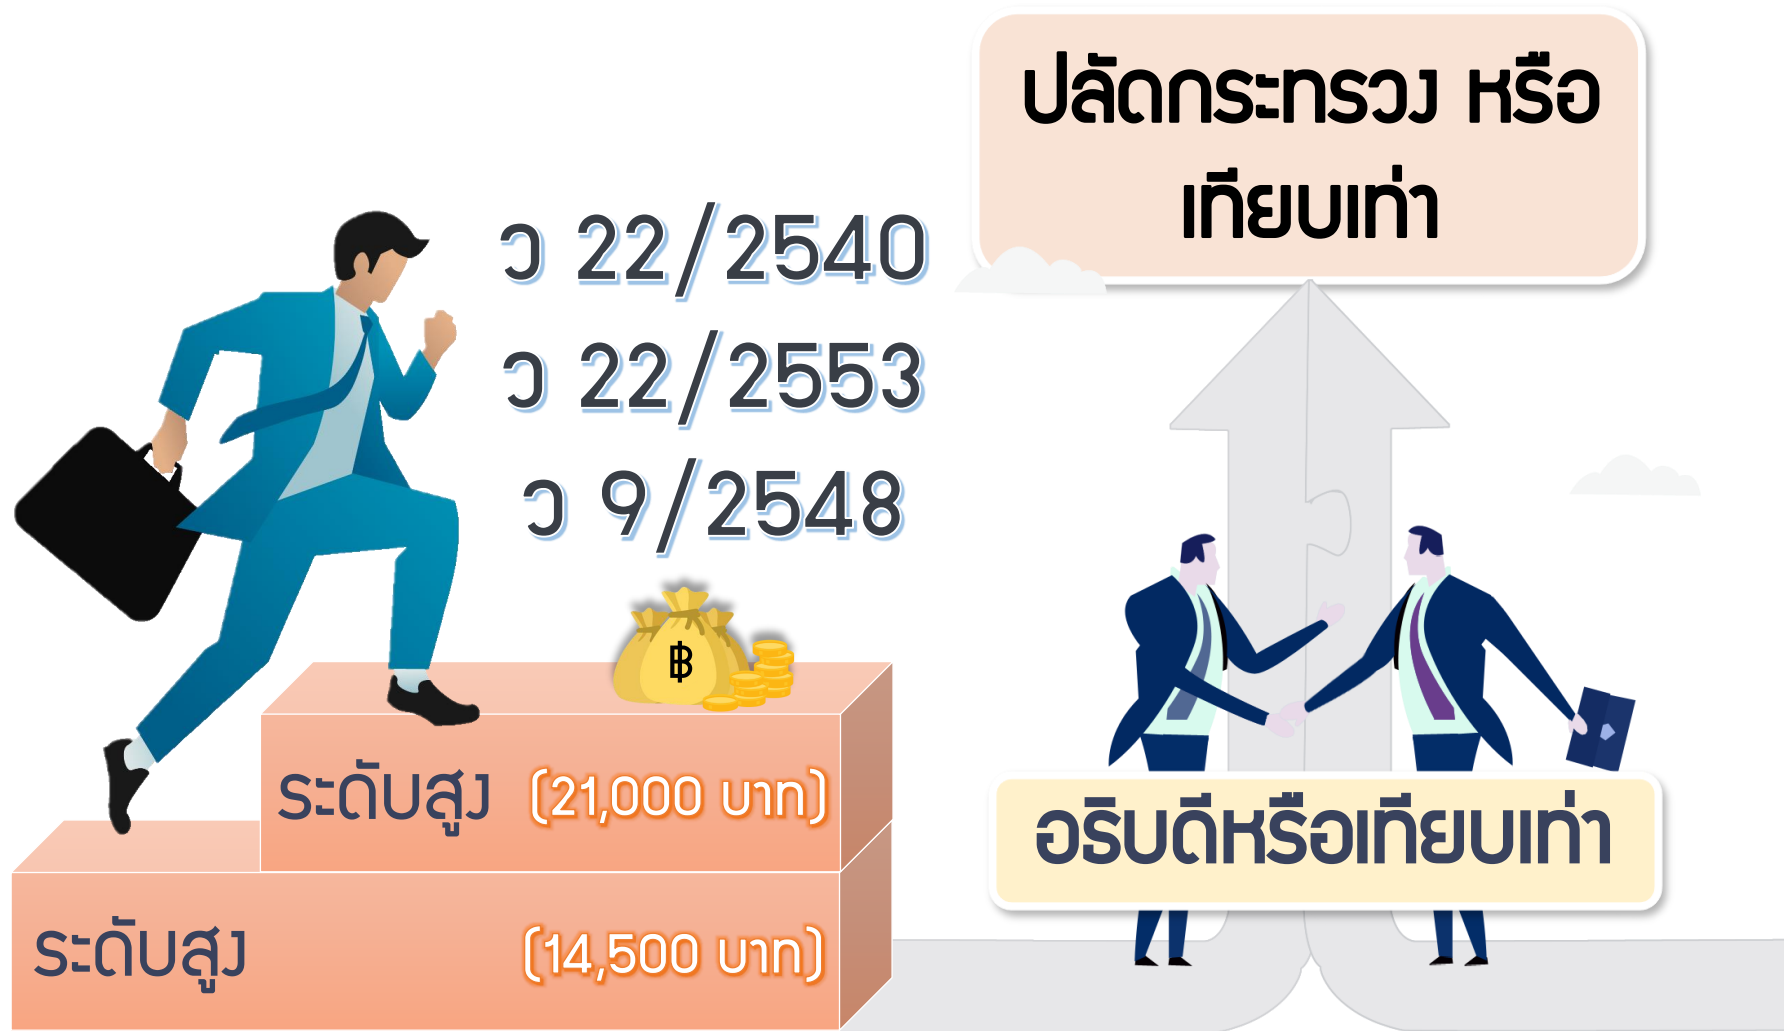 ปลัดกระทรวง หรือ
เทียบเท่า
ว 22/2540
ว 22/2553
ว 9/2548
฿
ระดับสูง (21,000 บาท)
อธิบดีหรือเทียบเท่า
ระดับสูง (14,500 บาท)